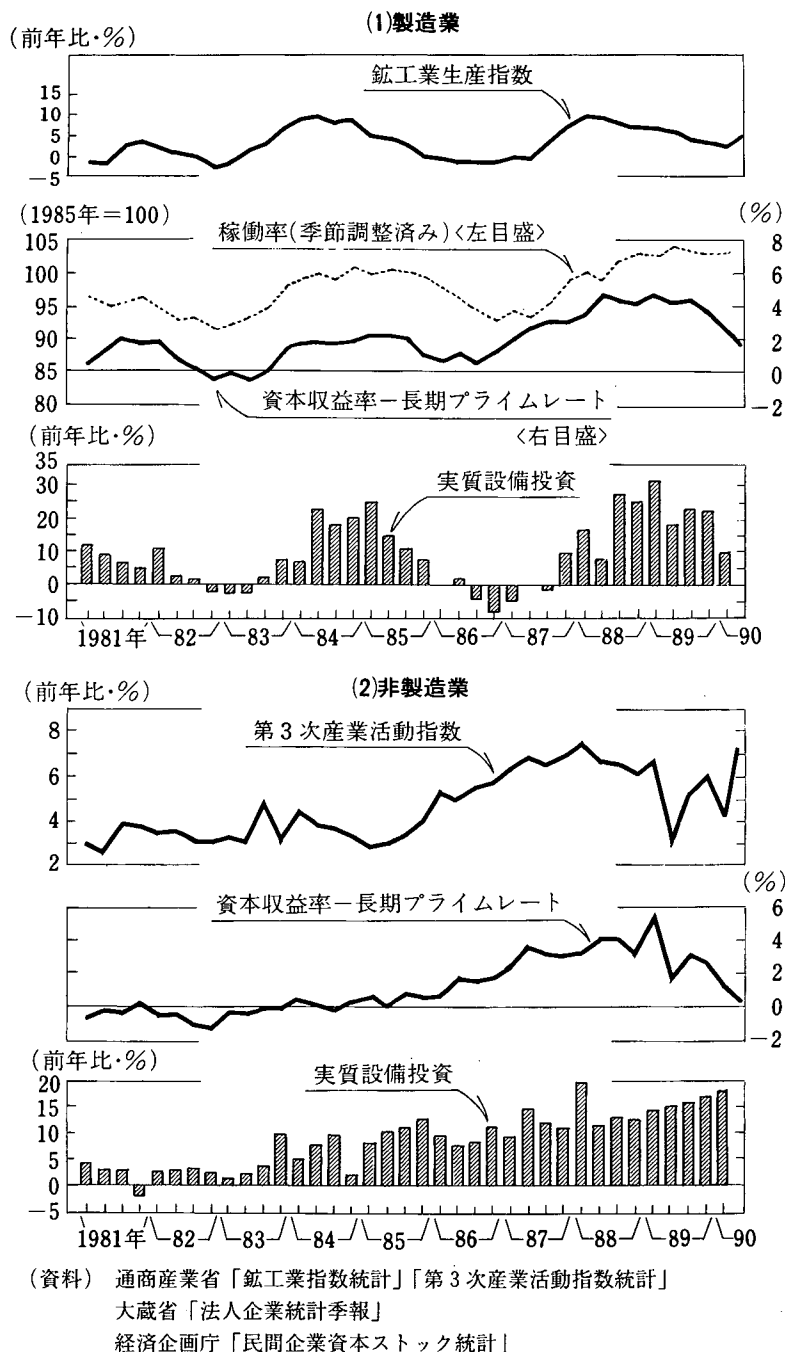 (1)製造業
(前年比・%)
鉱工業生産指数
15
10
5
0
−5
(1985年=100)
(%)
稼働率(季節調整済み)<左目盛>
105
100
95
90
85
80
8
6
4
2
0
−2
資本収益率−長期プライムレート
<右目盛>
(前年比・%)
実質設備投資
35
30
20
10
0
−10
1981年 82 83 84 85 86 87 88 89 90
(2)非製造業
(前年比・%)
第3次産業活動指数
8
6
4
2
(%)
資本収益率−長期プライムレート
6
4
2
0
−2
(前年比・%)
実質設備投資
20
15
10
5
0
−5
1981年 82 83 84 85 86 87 88 89 90
(資料) 通商産業省「鉱工業指数統計」「第3次産業活動指数統計」
大蔵省「法人企業統計季報」
経済企画庁「民間企業資本ストック統計」